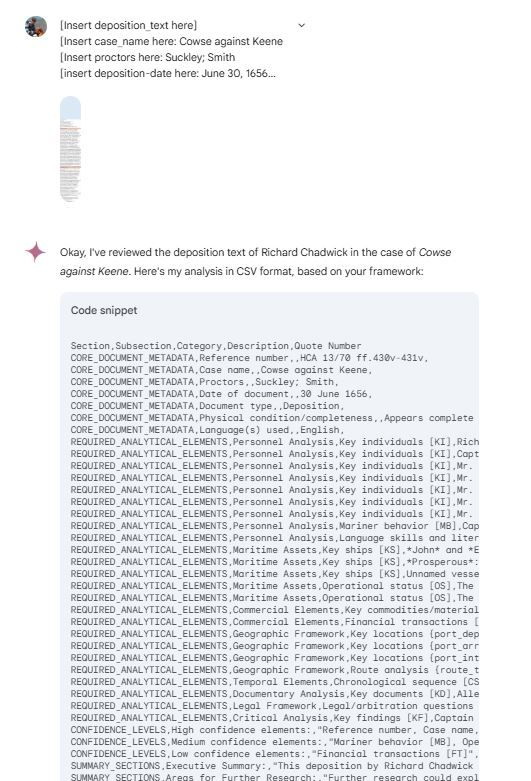 [Insert deposition_text here]
[Insert case_name here: Cowse against Keene
[Insert proctors here: Suckley; Smith
[insert deposition-date here: June 30, 1656...
Okay, I've reviewed the deposition text of Richard Chadwick in the case of Cowse
against Keene. Here's my analysis in CSV format, based on your framework:
Code snippet
Section,Subsection,Category,Description,Quote Number
CORE_DOCUMENT_METADATA,Reference number,,HCA 13/70 ff.430v-431v,
CORE_DOCUMENT_METADATA,Case name,,Cowse against Keene,
CORE_DOCUMENT_METADATA,Proctors,,Suckley; Smith,
CORE_DOCUMENT_METADATA,Date of document,,30 June 1656,
CORE_DOCUMENT_METADATA,Document type,,Deposition,
CORE_DOCUMENT_METADATA,Physical condition/completeness,,Appears complete
CORE_DOCUMENT_METADATA,Language(s) used,,English,
REQUIRED_ANALYTICAL_ELEMENTS,Personnel Analysis,Key individuals [KI],Rich
REQUIRED_ANALYTICAL_ELEMENTS,Personnel Analysis,Key individuals [KI],Capt
REQUIRED_ANALYTICAL_ELEMENTS,Personnel Analysis,Key individuals [KI],Mr.
REQUIRED_ANALYTICAL_ELEMENTS,Personnel Analysis,Key individuals [KI],Mr.
REQUIRED_ANALYTICAL_ELEMENTS,Personnel Analysis,Key individuals [KI],Mr.
REQUIRED_ANALYTICAL_ELEMENTS,Personnel Analysis,Key individuals [KI],Mr.
REQUIRED_ANALYTICAL_ELEMENTS,Personnel Analysis,Key individuals [KI],Mr.
REQUIRED_ANALYTICAL_ELEMENTS,Personnel Analysis,Mariner behavior [MB],Cap
REQUIRED_ANALYTICAL_ELEMENTS,Personnel Analysis,Language skills and liter
REQUIRED_ANALYTICAL_ELEMENTS,Maritime Assets,Key ships [KS],*John* and *E
REQUIRED_ANALYTICAL_ELEMENTS,Maritime Assets,Key ships [KS],*Prosperous*:
REQUIRED_ANALYTICAL_ELEMENTS,Maritime Assets,Key ships [KS],Unnamed vesse
REQUIRED_ANALYTICAL_ELEMENTS,Maritime Assets,Operational status [OS],The
REQUIRED_ANALYTICAL_ELEMENTS,Maritime Assets,Operational status [OS],The
REQUIRED_ANALYTICAL_ELEMENTS,Commercial Elements,Key commodities/material
REQUIRED_ANALYTICAL_ELEMENTS,Commercial Elements,Financial transactions [
REQUIRED_ANALYTICAL_ELEMENTS,Geographic Framework,Key locations {port_dep
REQUIRED_ANALYTICAL_ELEMENTS,Geographic Framework,Key locations {port_arr
REQUIRED_ANALYTICAL_ELEMENTS,Geographic Framework,Key locations {port_int
REQUIRED_ANALYTICAL_ELEMENTS,Geographic Framework,Route analysis {route_t
REQUIRED_ANALYTICAL_ELEMENTS,Temporal Elements,Chronological sequence [CS
REQUIRED_ANALYTICAL_ELEMENTS,Documentary Analysis,Key documents [KD],Alle
REQUIRED_ANALYTICAL_ELEMENTS,Legal Framework,Legal/arbitration questions
REQUIRED_ANALYTICAL_ELEMENTS,Critical Analysis,Key findings [KF],Captain
CONFIDENCE_LEVELS,High confidence elements:,"Reference number, Case name,
CONFIDENCE_LEVELS,Medium confidence elements:,"Mariner behavior [MB], Ope
CONFIDENCE_LEVELS,Low confidence elements:,"Financial transactions [FT]",
SUMMARY_SECTIONS,Executive Summary:,"This deposition by Richard Chadwick
SUMMARY_SECTIONS,Areas for Further Research:,"Further research could expl